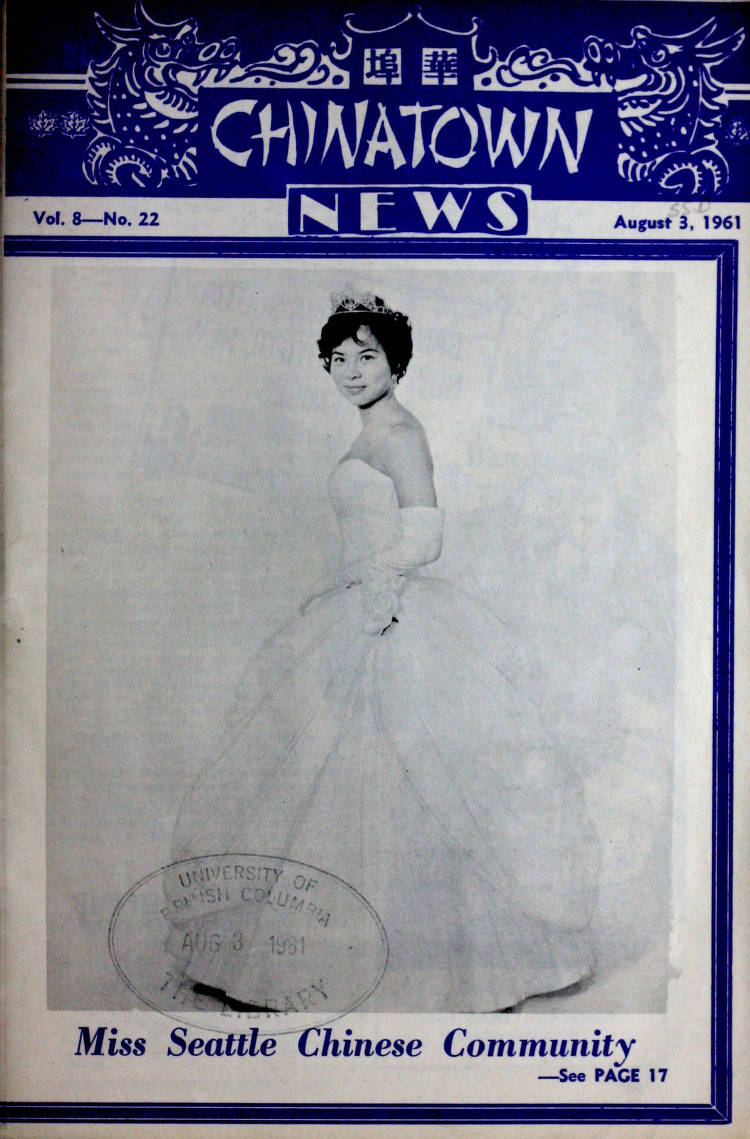 埠華
CHINATOWN
NEWS
Vol. 8—No. 22
August 3, 1961
UNIVERSITY OF
BRITISH COLUMBIA
AUG 3 1961
THE LIBRARY
Miss Seattle Chinese Community
—See PAGE 17